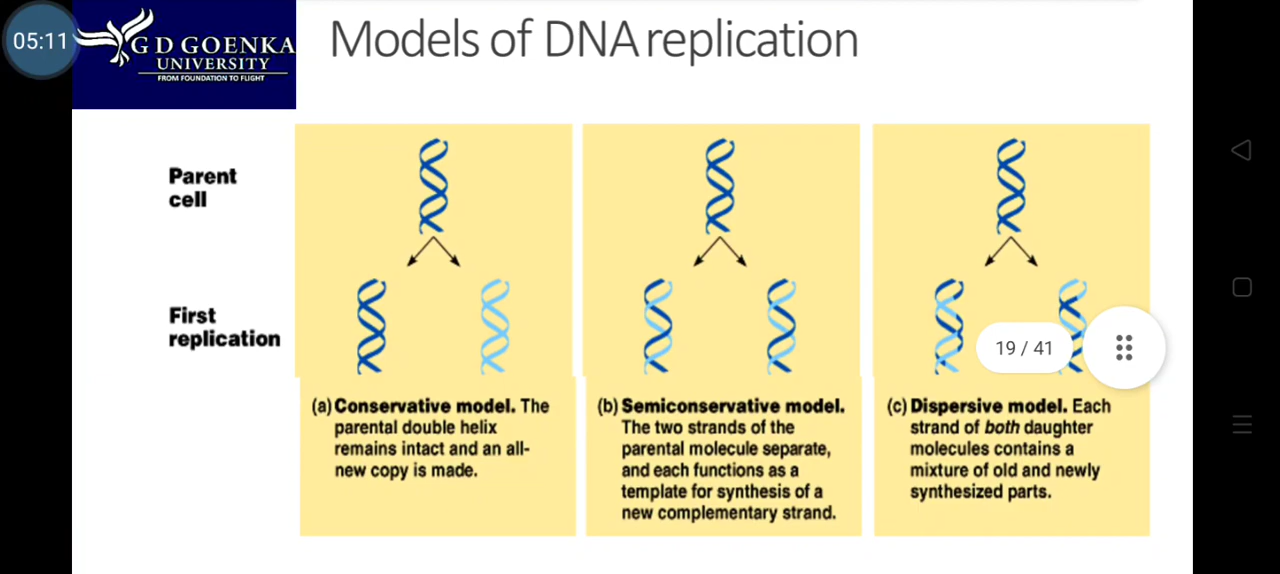 05:11
G D GOENKA
UNIVERSITY
FROM FOUNDATION TO FLIGHT
Models of DNA replication
Parent
cell
First
replication
19 / 41
(a) Conservative model. The
parental double helix
remains intact and an all-
new copy is made.
(b) Semiconservative model.
The two strands of the
parental molecule separate,
and each functions as a
template for synthesis of a
new complementary strand.
(c) Dispersive model. Each
strand of both daughter
molecules contains a
mixture of old and newly
synthesized parts.